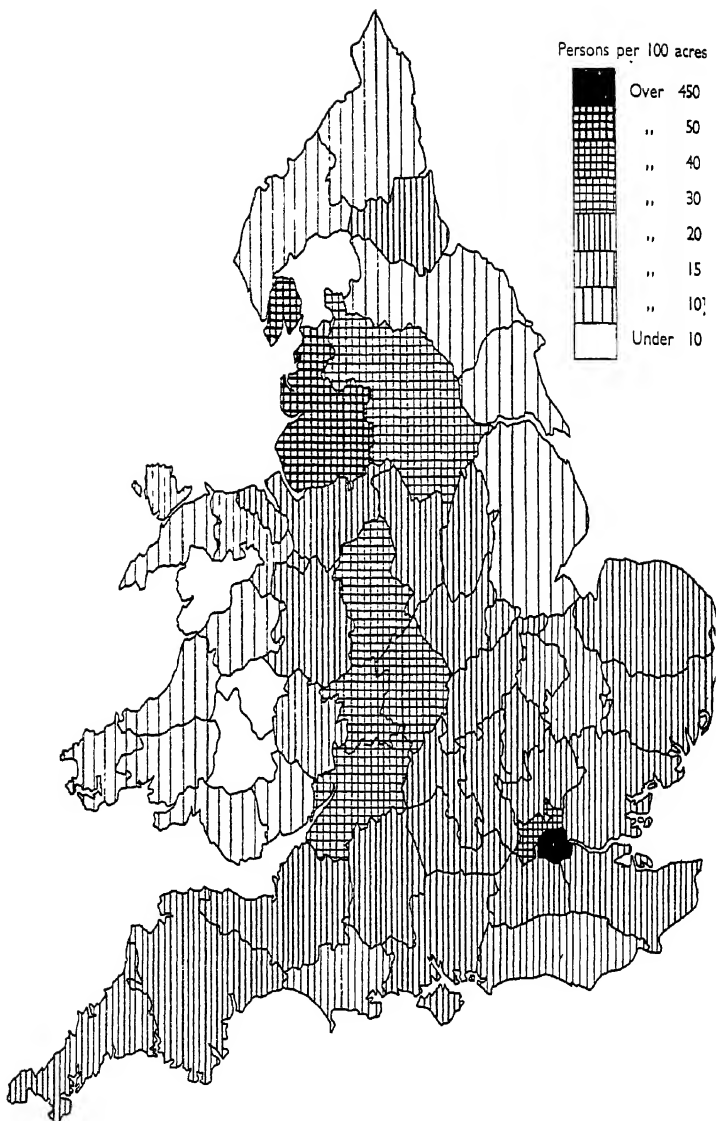 Persons per 100 acres
Over 450
,, 50
,, 40
,, 30
,, 20
,, 15
,, 10
Under 10